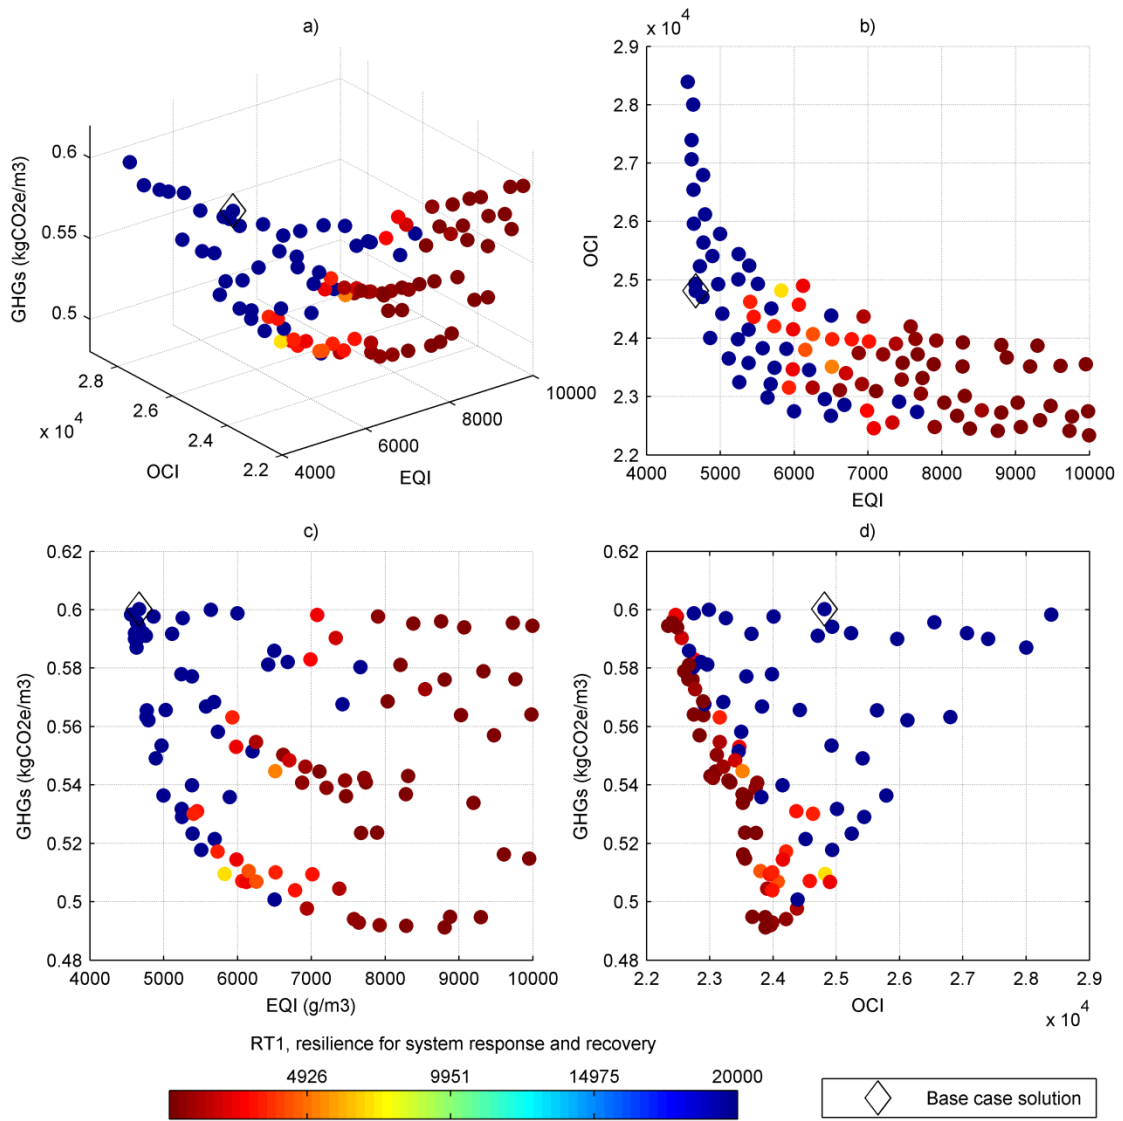 a)
GHGs (kgCO2e/m3)
0.6
0.55
0.5
2.8
2.6
2.4
2.2
x 10^4
OCI
4000
6000
8000
10000
EQI
b)
x 10^4
OCI
2.9
2.8
2.7
2.6
2.5
2.4
2.3
2.2
4000 5000 6000 7000 8000 9000 10000
EQI
c)
GHGs (kgCO2e/m3)
0.62
0.6
0.58
0.56
0.54
0.52
0.5
0.48
4000 5000 6000 7000 8000 9000 10000
EQI (g/m3)
d)
GHGs (kgCO2e/m3)
0.62
0.6
0.58
0.56
0.54
0.52
0.5
0.48
2.2 2.3 2.4 2.5 2.6 2.7 2.8 2.9
OCI
x 10^4
RT1, resilience for system response and recovery
4926 9951 14975 20000
Base case solution